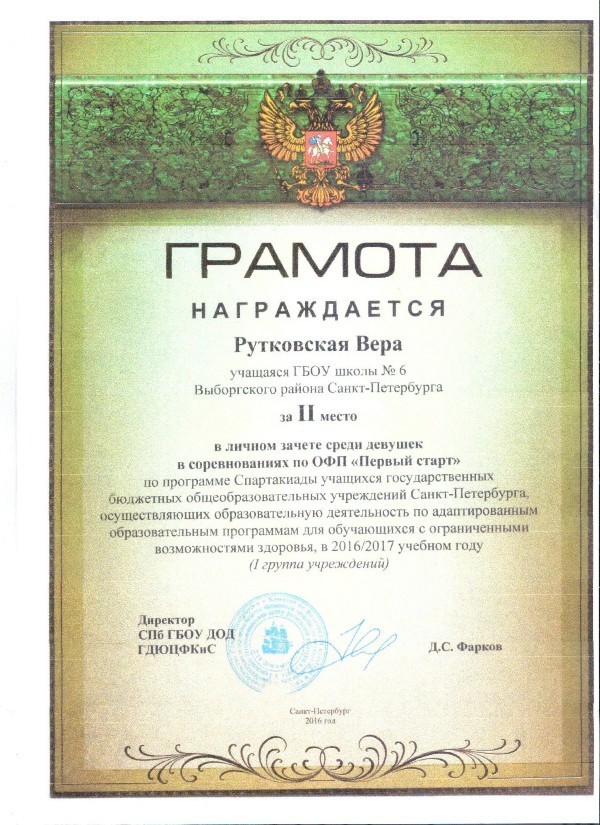 ГРАМОТА
НАГРАЖДАЕТСЯ
Рутковская Вера
учащаяся ГБОУ школы № 6
Выборгского района Санкт-Петербурга
за II место
в личном зачете среди девушек
в соревнованиях по ОФП «Первый старт»
по программе Спартакиады учащихся государственных
бюджетных общеобразовательных учреждений Санкт-Петербурга,
осуществляющих образовательную деятельность по адаптированным
образовательным программам для обучающихся с ограниченными
возможностями здоровья, в 2016/2017 учебном году
(I группа учреждений)
Директор
СПб ГБОУ ДОД
ГДЮЦФКиС
Д.С. Фарков
Санкт-Петербург
2016 год